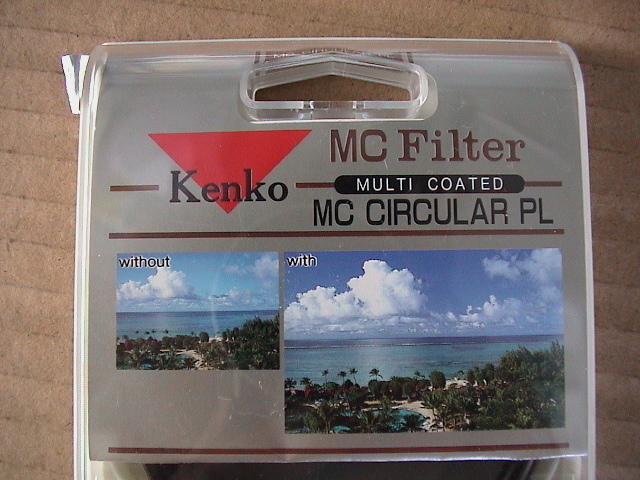 MC Filter
Kenko
MULTI COATED
MC CIRCULAR PL
without
with